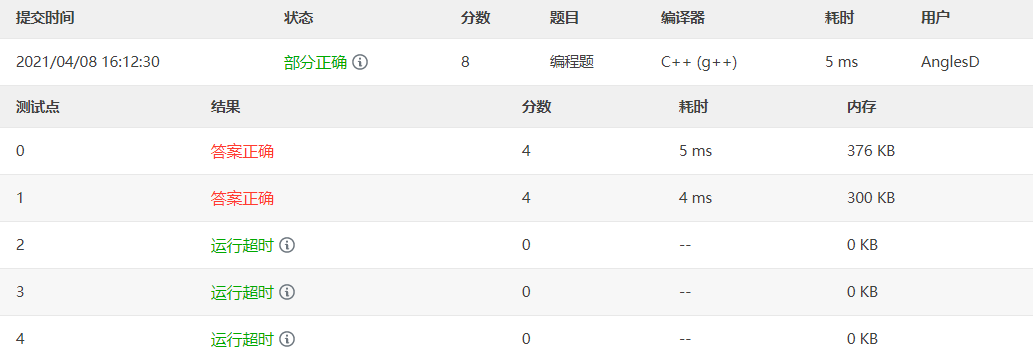 提交时间 状态 分数 题目 编译器 耗时 用户
2021/04/08 16:12:30 部分正确 8 编程题 C++ (g++) 5 ms AnglesD
测试点 结果 分数 耗时 内存
0 答案正确 4 5 ms 376 KB
1 答案正确 4 4 ms 300 KB
2 运行超时 0 -- 0 KB
3 运行超时 0 -- 0 KB
4 运行超时 0 -- 0 KB